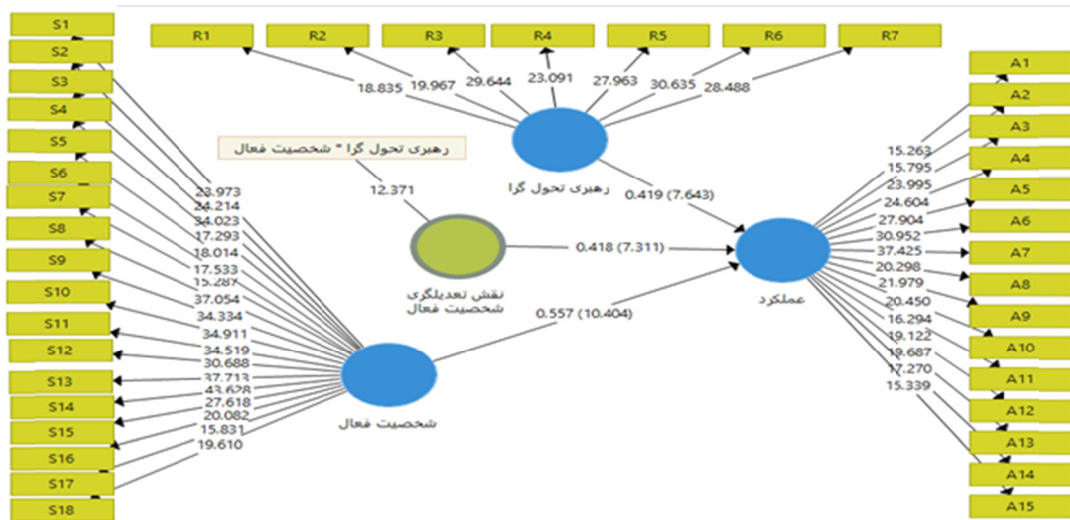 S1
S2
S3
S4
S5
S6
S7
S8
S9
S10
S11
S12
S13
S14
S15
S16
S17
S18
R1
R2
R3
R4
R5
R6
R7
18.835
19.967
29.644
23.091
27.963
30.635
28.488
رهبری تحول گرا
رهبری تحول گرا * شخصیت فعال
12.371
نقش تعدیلگری
شخصیت فعال
0.419 (7.643)
0.418 (7.311)
0.557 (10.404)
عملکرد
شخصیت فعال
23.973
24.214
34.023
17.293
18.014
17.533
15.287
37.054
34.334
34.911
34.519
30.688
37.713
43.628
27.618
20.082
15.831
19.610
15.263
15.795
23.995
24.604
27.904
30.952
37.425
20.298
21.979
20.450
16.294
19.122
19.687
17.270
15.339
A1
A2
A3
A4
A5
A6
A7
A8
A9
A10
A11
A12
A13
A14
A15